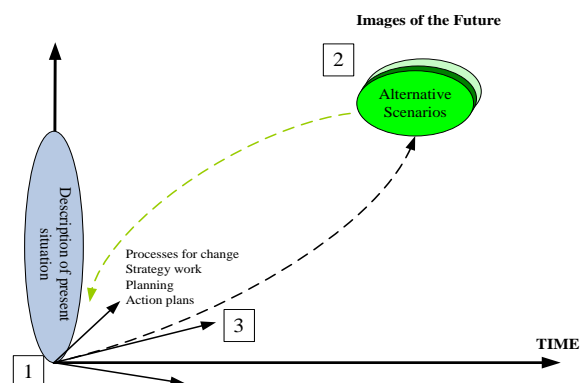 Images of the Future
2
Alternative
Scenarios
Description of present
situation
Processes for change
Strategy work
Planning
Action plans
3
TIME
1